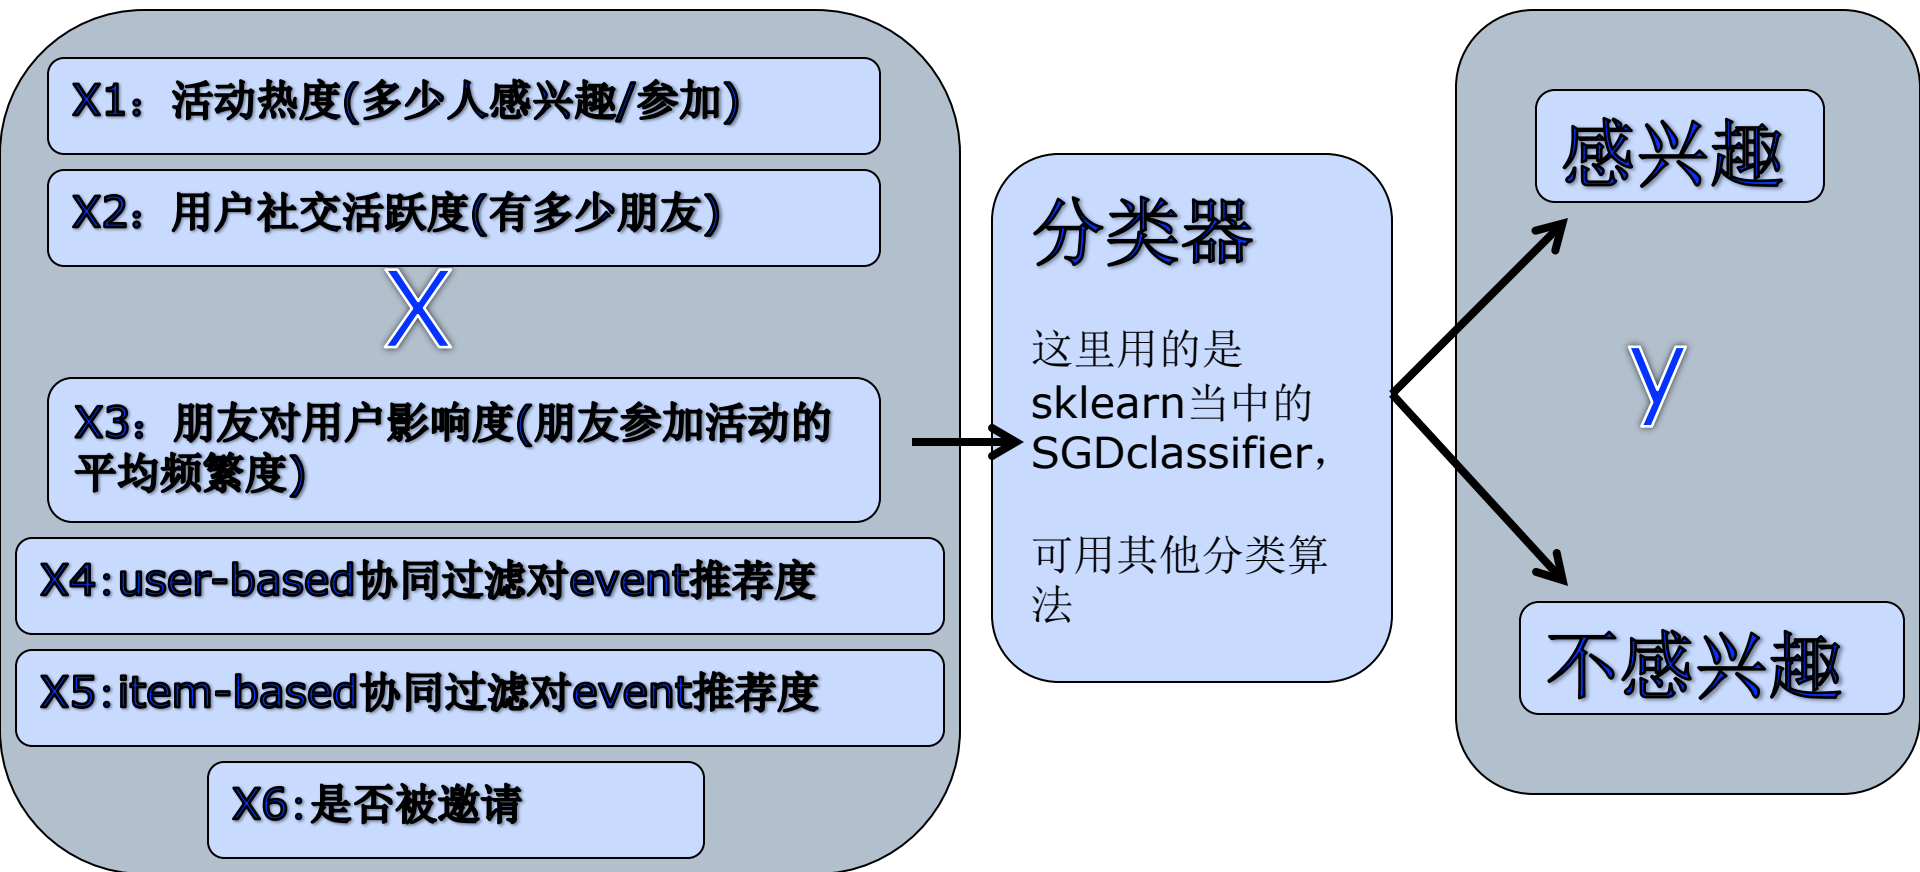 X1：活动热度(多少人感兴趣/参加)
X2：用户社交活跃度(有多少朋友)
X
X3：朋友对用户影响度(朋友参加活动的
平均频繁度)
X4:user-based协同过滤对event推荐度
X5:item-based协同过滤对event推荐度
X6:是否被邀请
分类器
这里用的是
sklearn当中的
SGDclassifier，
可用其他分类算
法
感兴趣
y
不感兴趣